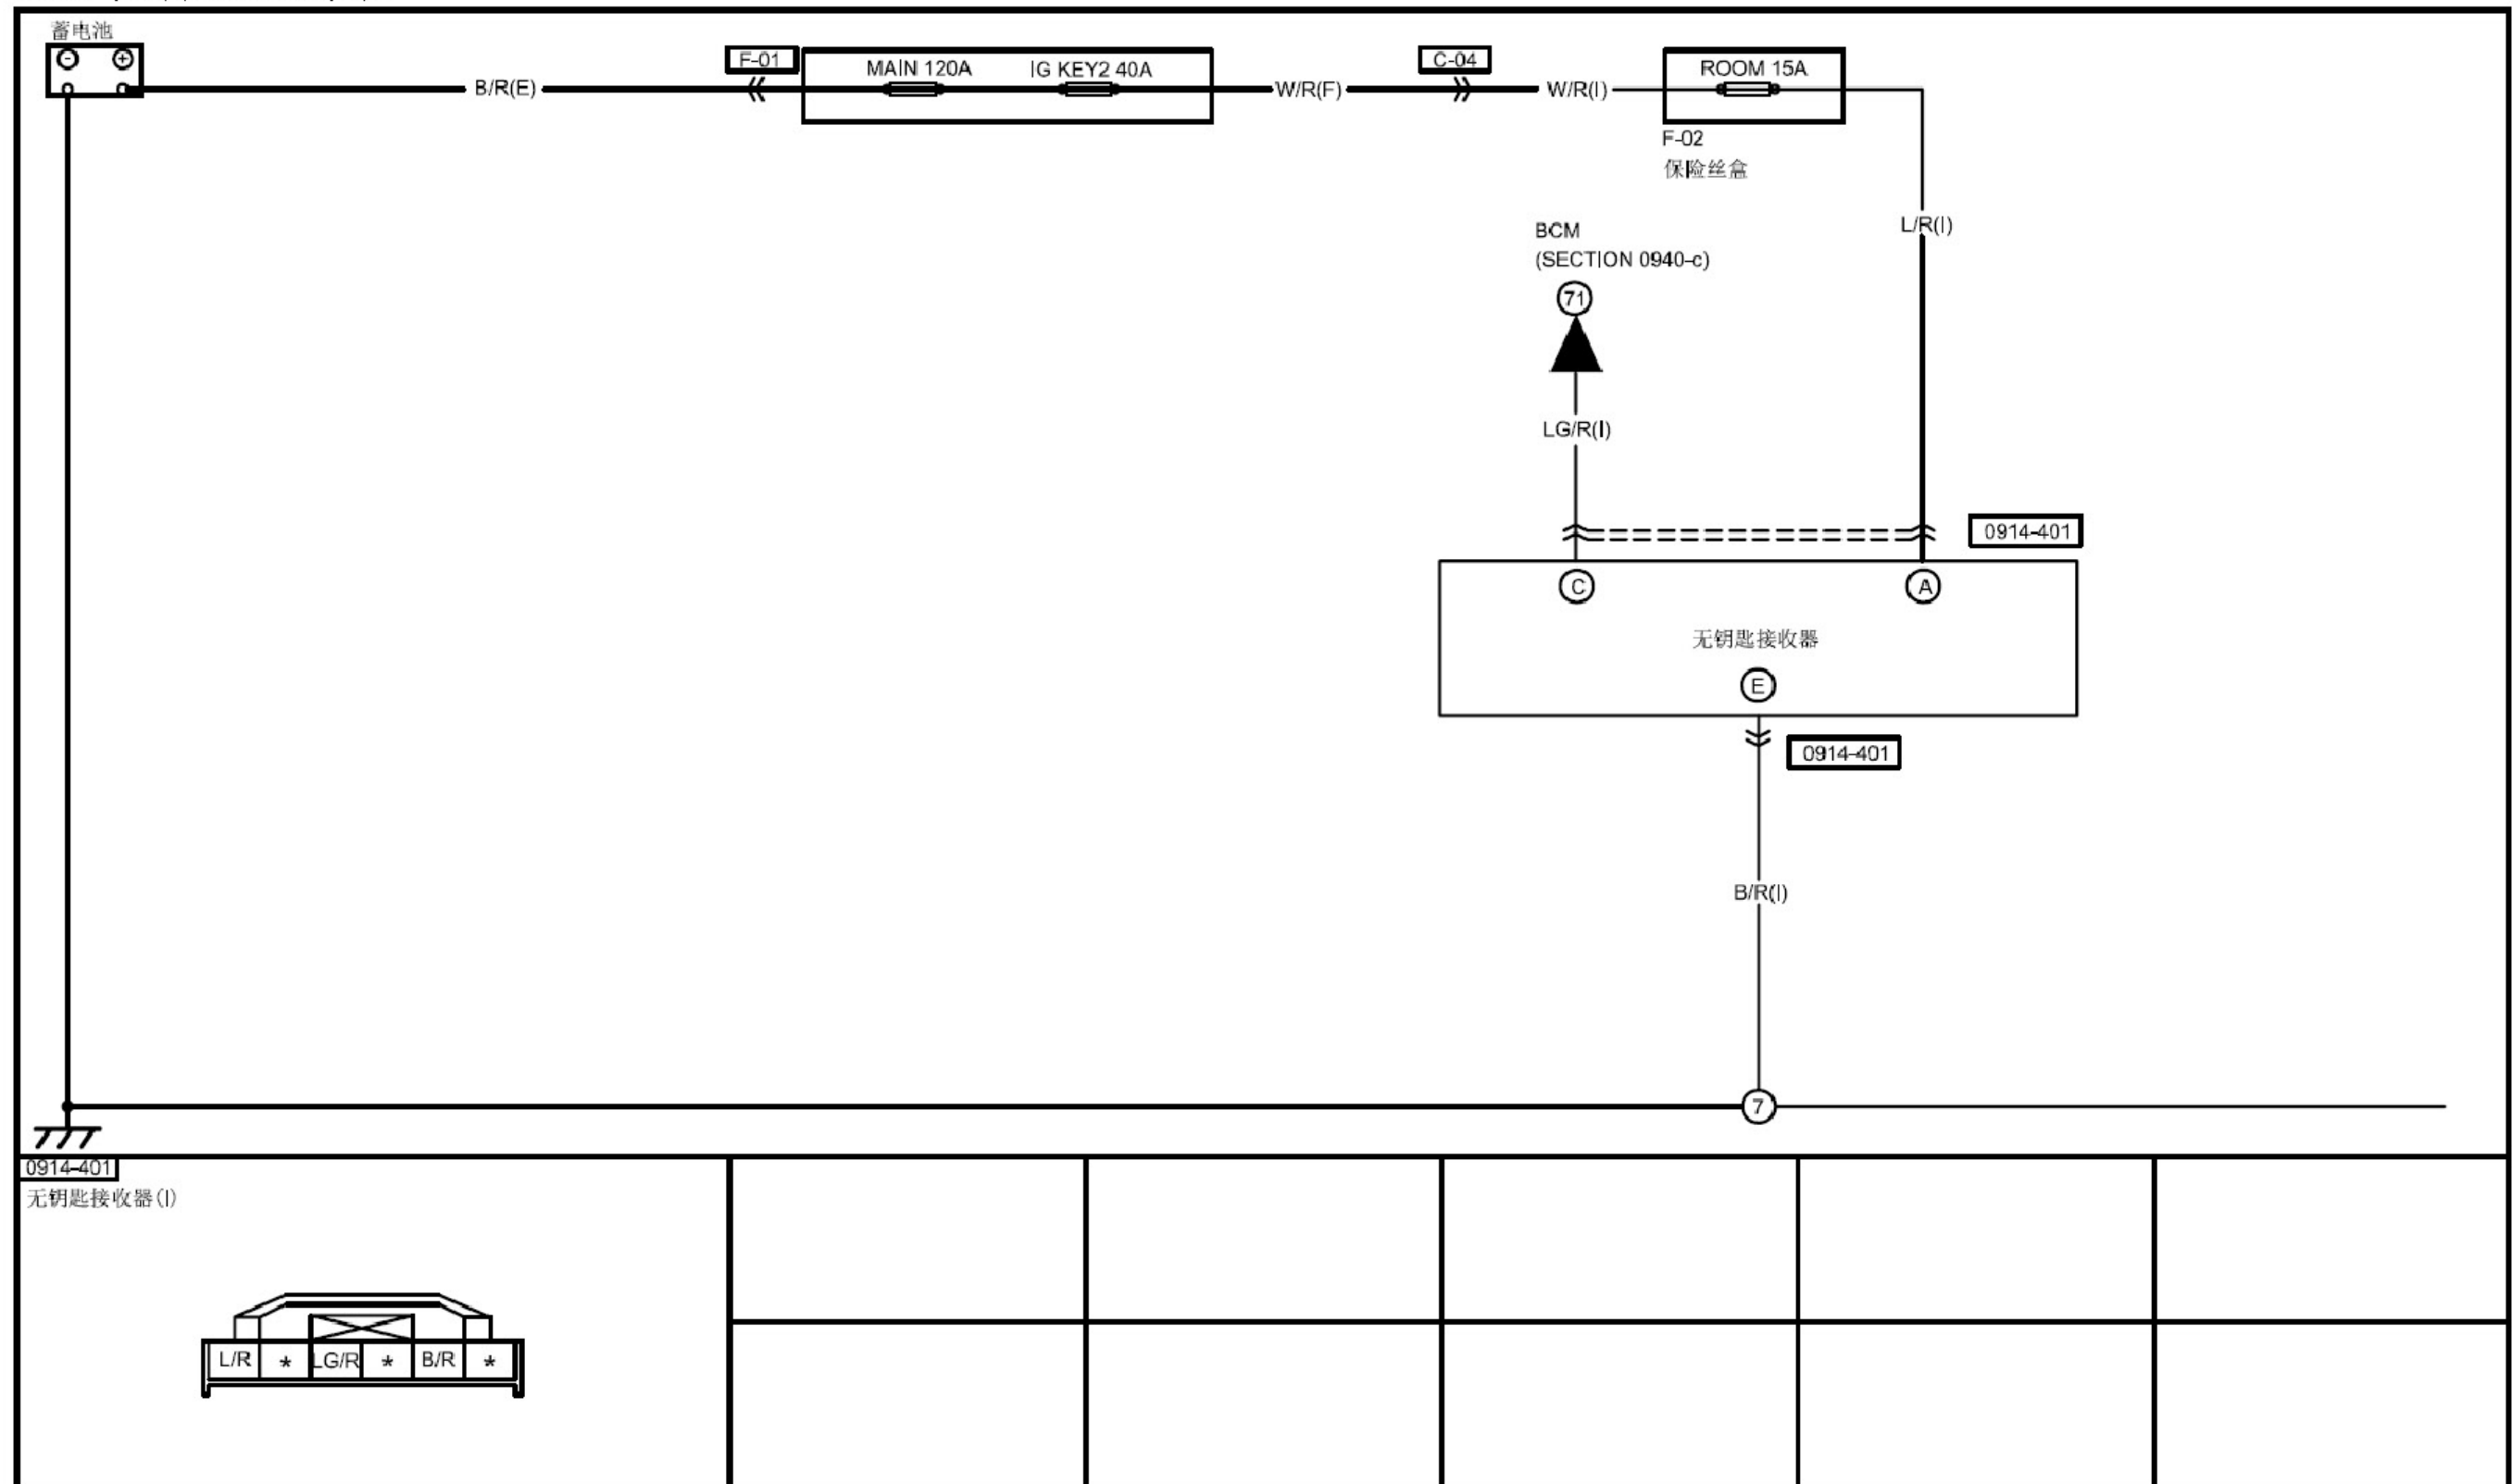 蓄电池
F-01
MAIN 120A
IG KEY2 40A
C-04
ROOM 15A
B/R(E)
W/R(F)
W/R(I)
F-02
保险丝盒
L/R(I)
BCM
(SECTION 0940-c)
71
LG/R(I)
0914-401
C
A
无钥匙接收器
E
0914-401
B/R(I)
7
0914-401
无钥匙接收器(I)
L/R * LG/R * B/R *